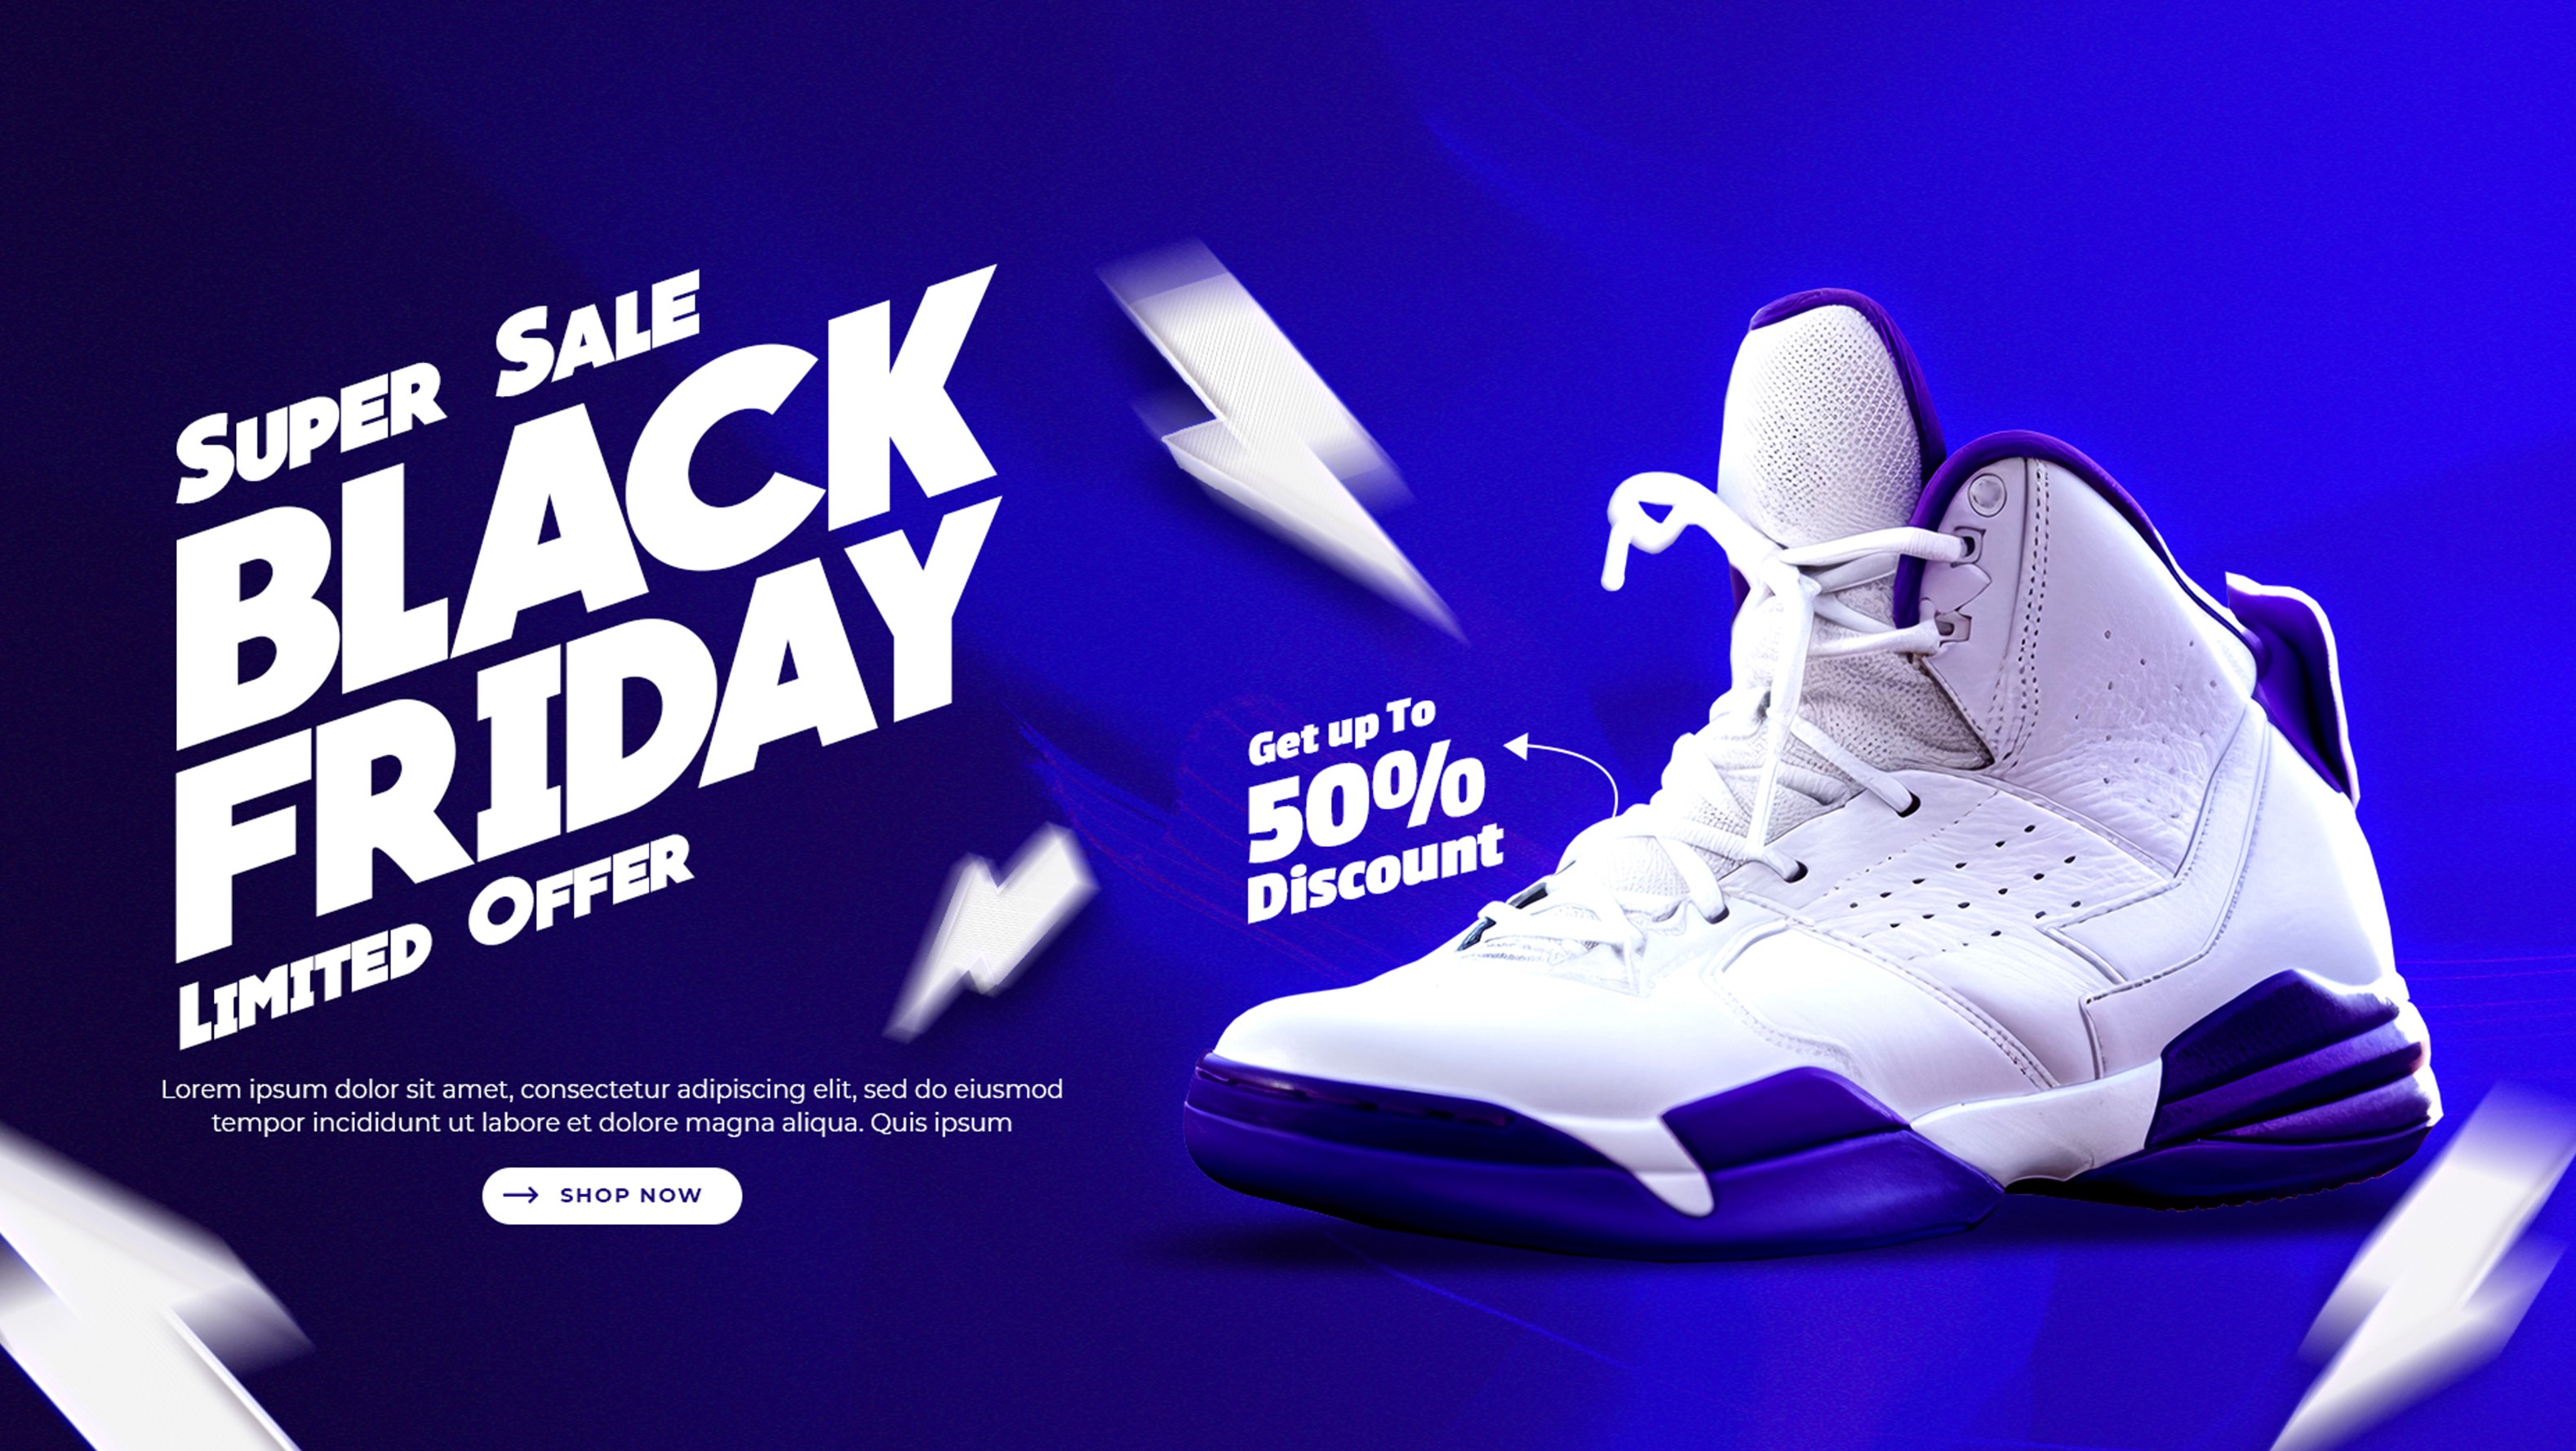 Super Sale
BLACK
FRIDAY
Limited Offer
Lorem ipsum dolor sit amet, consectetur adipiscing elit, sed do eiusmod
tempor incididunt ut labore et dolore magna aliqua. Quis ipsum
SHOP NOW
Get up To
50%
Discount